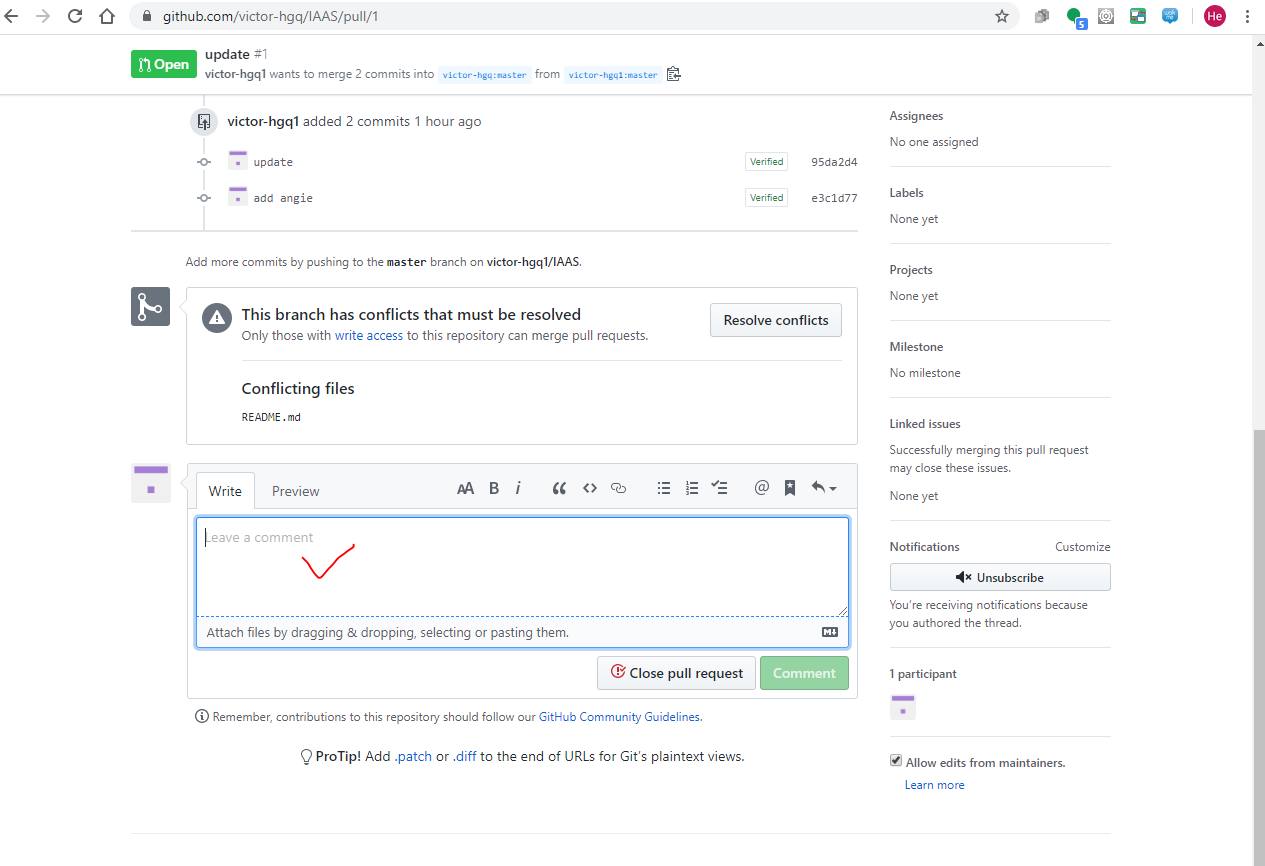 github.com/victor-hgq/IAAS/pull/1
5
He
Open
update #1
victor-hgq1 wants to merge 2 commits into victor-hgq:master from victor-hgq1:master
victor-hgq1 added 2 commits 1 hour ago
update Verified 95da2d4
add angie Verified e3c1d77
Add more commits by pushing to the master branch on victor-hgq1/IAAS.
This branch has conflicts that must be resolved
Only those with write access to this repository can merge pull requests.
Resolve conflicts
Conflicting files
README.md
Write Preview
AA B i
Leave a comment
Attach files by dragging & dropping, selecting or pasting them.
Close pull request Comment
Remember, contributions to this repository should follow our GitHub Community Guidelines.
ProTip! Add .patch or .diff to the end of URLs for Git's plaintext views.
Assignees
No one assigned
Labels
None yet
Projects
None yet
Milestone
No milestone
Linked issues
Successfully merging this pull request
may close these issues.
None yet
Notifications Customize
Unsubscribe
You're receiving notifications because
you authored the thread.
1 participant
Allow edits from maintainers.
Learn more